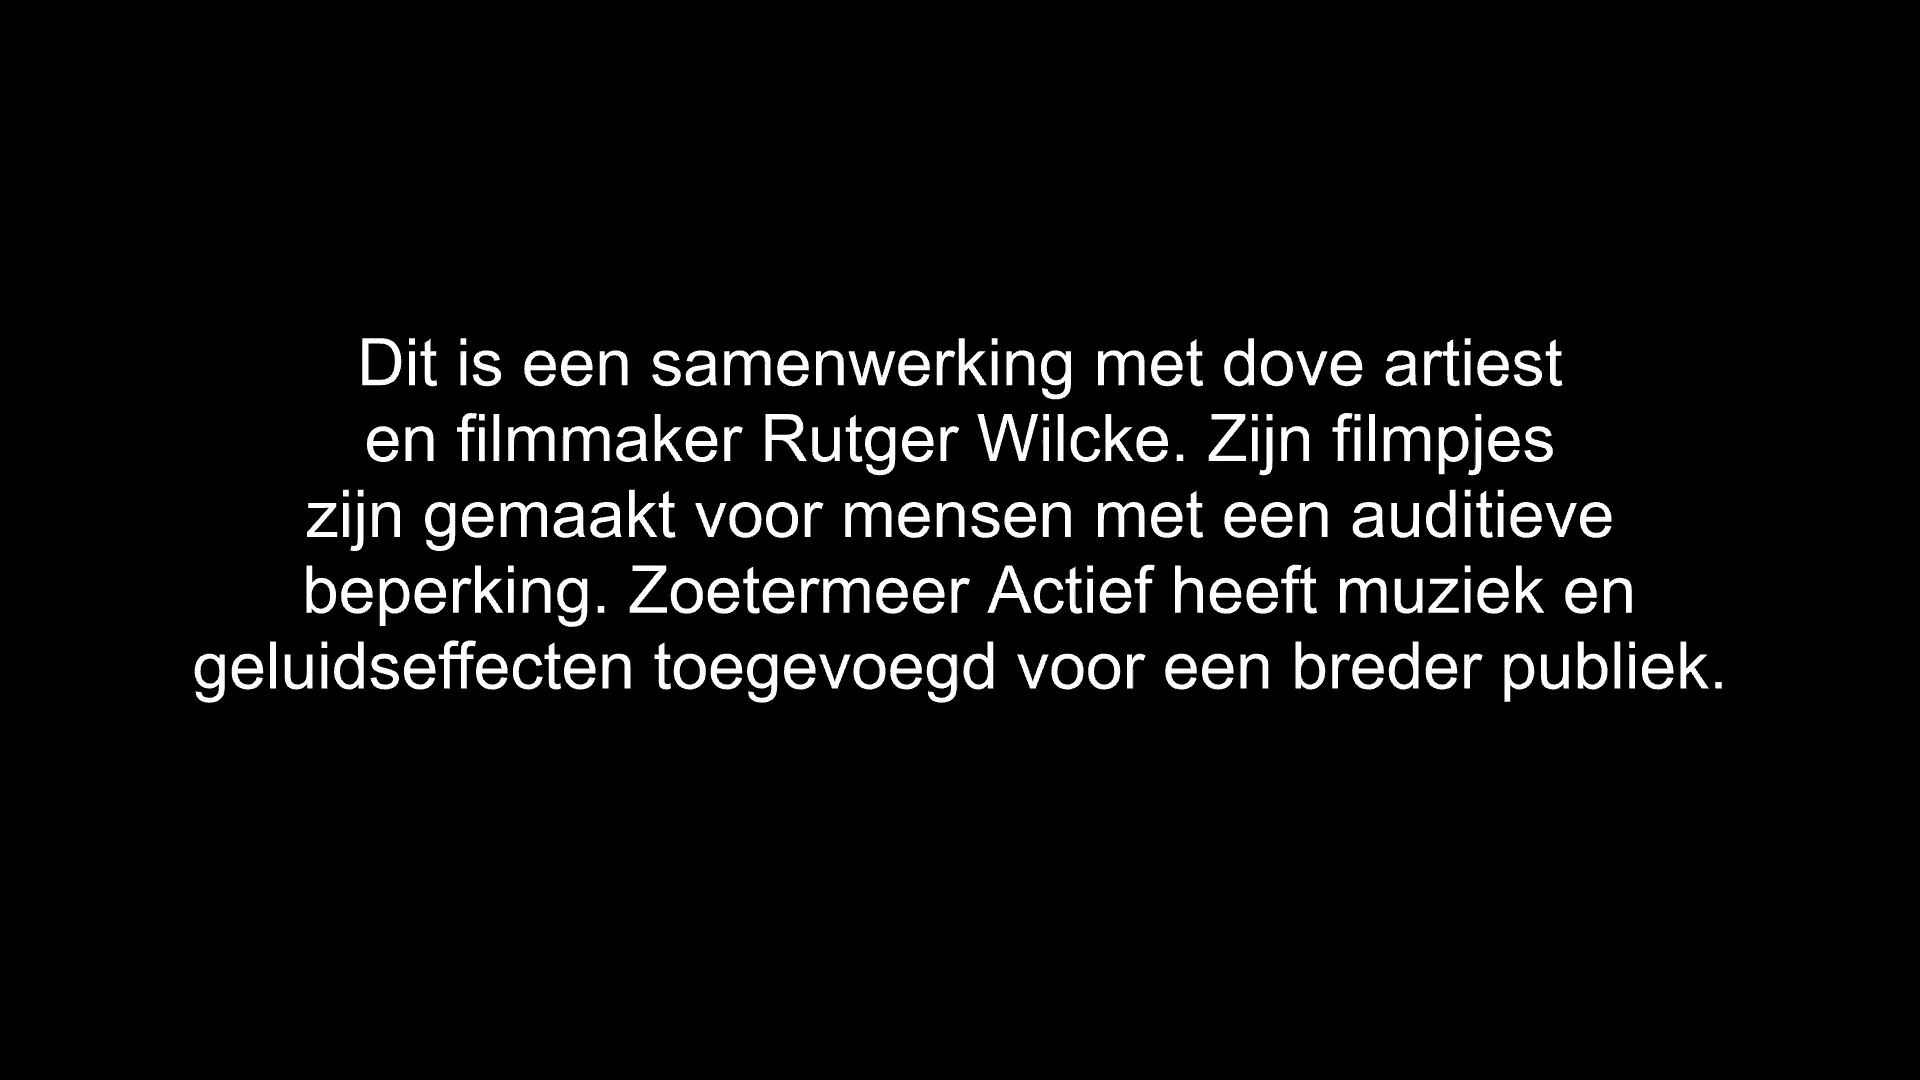 Dit is een samenwerking met dove artiest
en filmmaker Rutger Wilcke. Zijn filmpjes
zijn gemaakt voor mensen met een auditieve
beperking. Zoetermeer Actief heeft muziek en
geluidseffecten toegevoegd voor een breder publiek.